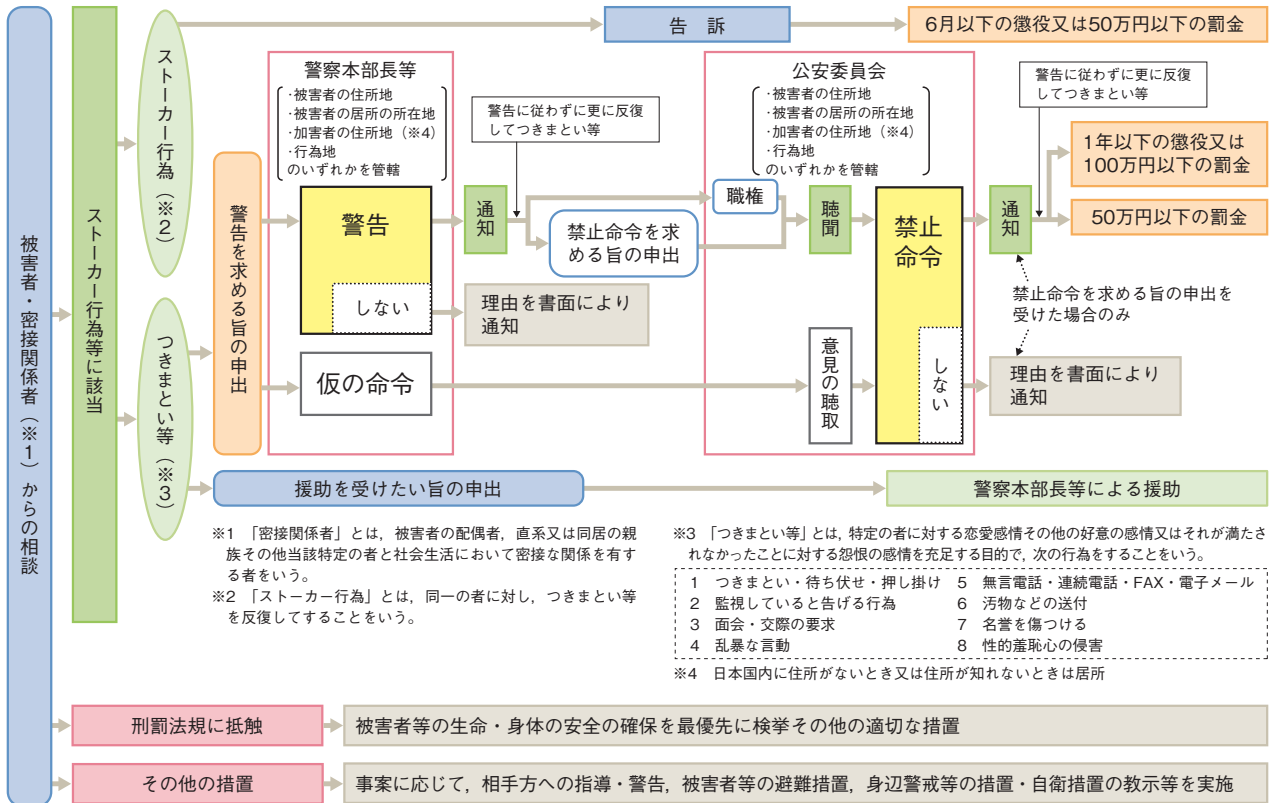 被害者・密接関係者（※1）からの相談
ストーカー行為等に該当
ストーカー行為（※2）
つきまとい等（※3）
告　訴
6月以下の懲役又は50万円以下の罰金
警告を求める旨の申出
警察本部長等
・被害者の住所地
・被害者の居所の所在地
・加害者の住所地（※4）
・行為地
のいずれかを管轄
警告
しない
仮の命令
通知
警告に従わずに更に反復
してつきまとい等
理由を書面により
通知
禁止命令を求
める旨の申出
公安委員会
・被害者の住所地
・被害者の居所の所在地
・加害者の住所地（※4）
・行為地
のいずれかを管轄
職権
聴聞
意見の聴取
禁止
命令
しない
通知
警告に従わずに更に反復
してつきまとい等
1年以下の懲役又は
100万円以下の罰金
50万円以下の罰金
禁止命令を求める旨の申出を
受けた場合のみ
理由を書面により
通知
援助を受けたい旨の申出
警察本部長等による援助
※1　「密接関係者」とは，被害者の配偶者，直系又は同居の親
族その他当該特定の者と社会生活において密接な関係を有す
る者をいう。
※2　「ストーカー行為」とは，同一の者に対し，つきまとい等
を反復してすることをいう。
※3　「つきまとい等」とは，特定の者に対する恋愛感情その他の好意の感情又はそれが満たさ
れなかったことに対する怨恨の感情を充足する目的で，次の行為をすることをいう。
1　つきまとい・待ち伏せ・押し掛け
2　監視していると告げる行為
3　面会・交際の要求
4　乱暴な言動
5　無言電話・連続電話・FAX・電子メール
6　汚物などの送付
7　名誉を傷つける
8　性的羞恥心の侵害
※4　日本国内に住所がないとき又は住所が知れないときは居所
刑罰法規に抵触
被害者等の生命・身体の安全の確保を最優先に検挙その他の適切な措置
その他の措置
事案に応じて，相手方への指導・警告，被害者等の避難措置，身辺警戒等の措置・自衛措置の教示等を実施